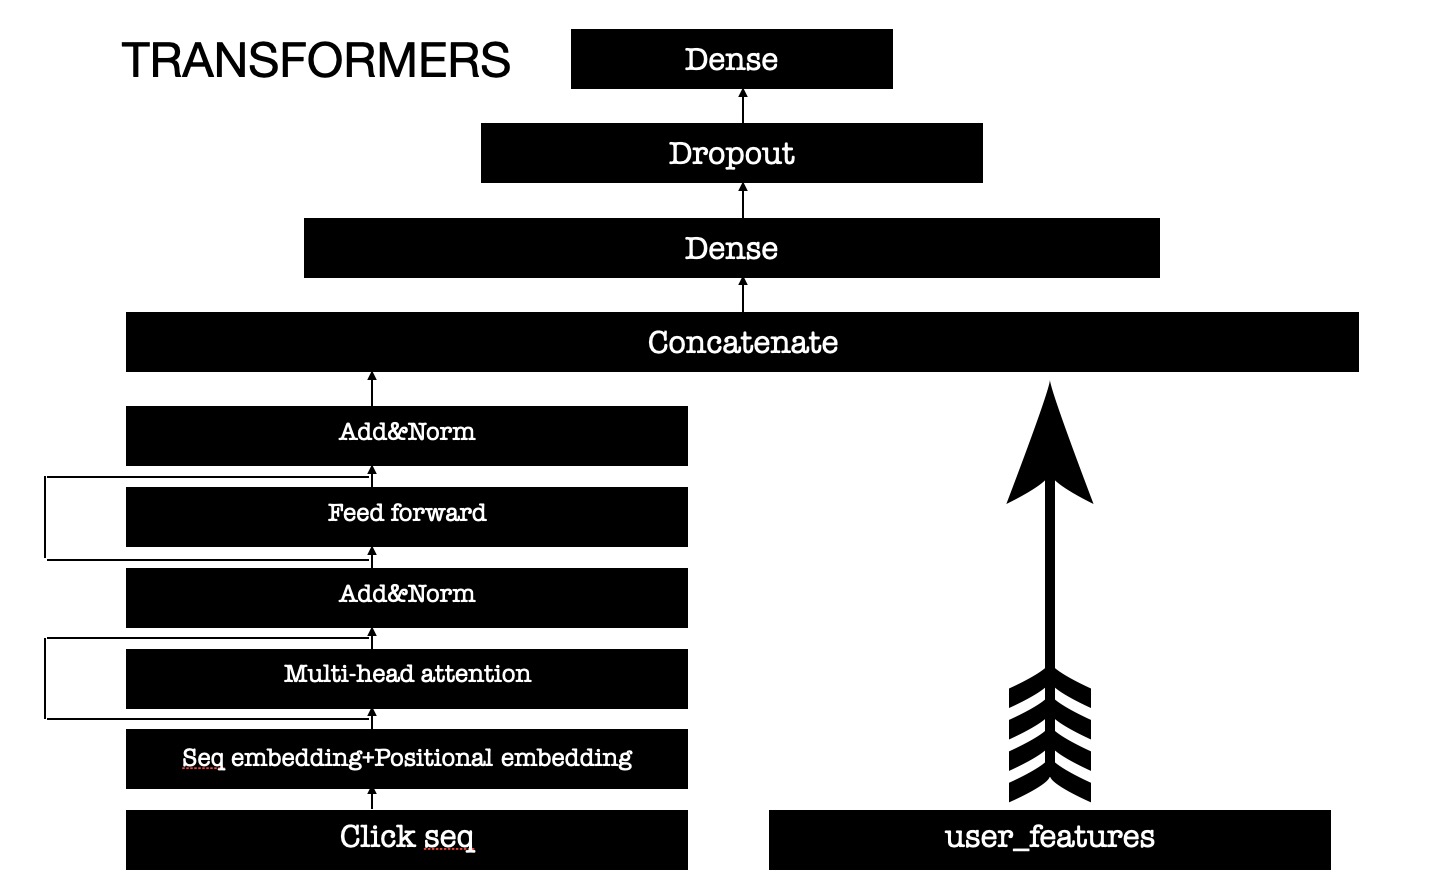 TRANSFORMERS
Dense
Dropout
Dense
Concatenate
Add&Norm
Feed forward
Add&Norm
Multi-head attention
Seq embedding+Positional embedding
Click seq
user_features